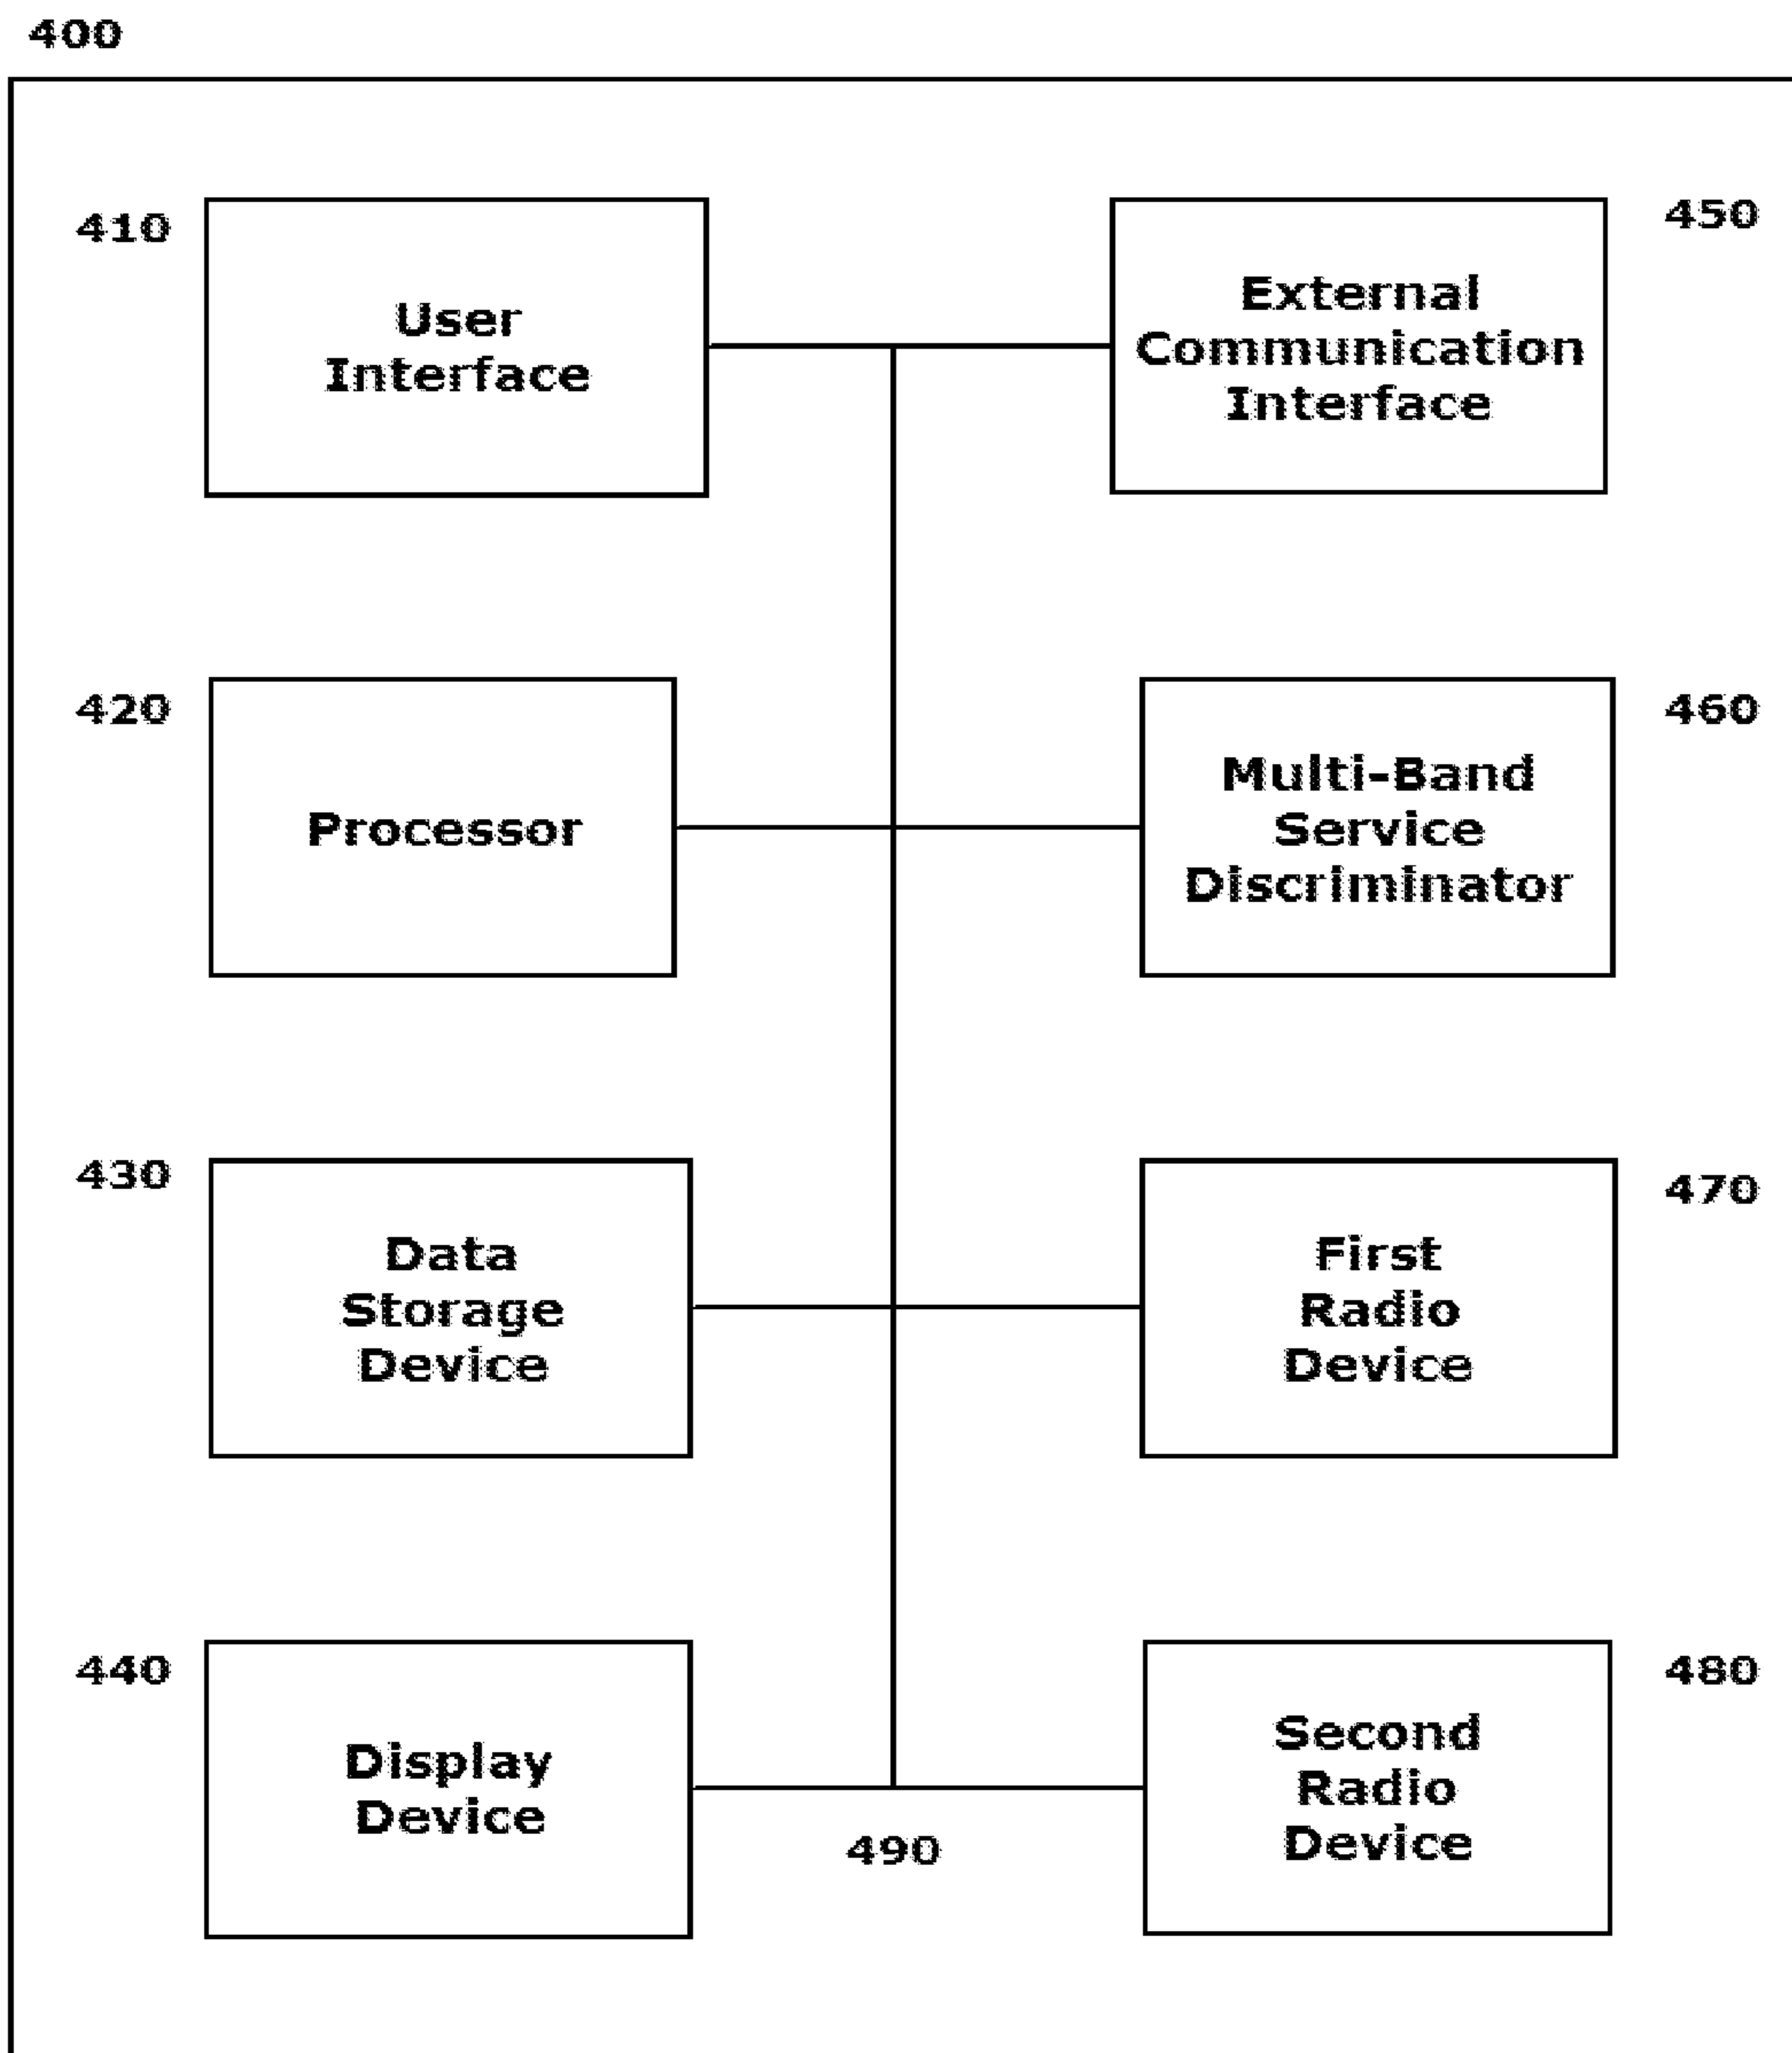 400
410
User
Interface
450
External
Communication
Interface
420
Processor
460
Multi-Band
Service
Discriminator
430
Data
Storage
Device
470
First
Radio
Device
440
Display
Device
480
Second
Radio
Device
490